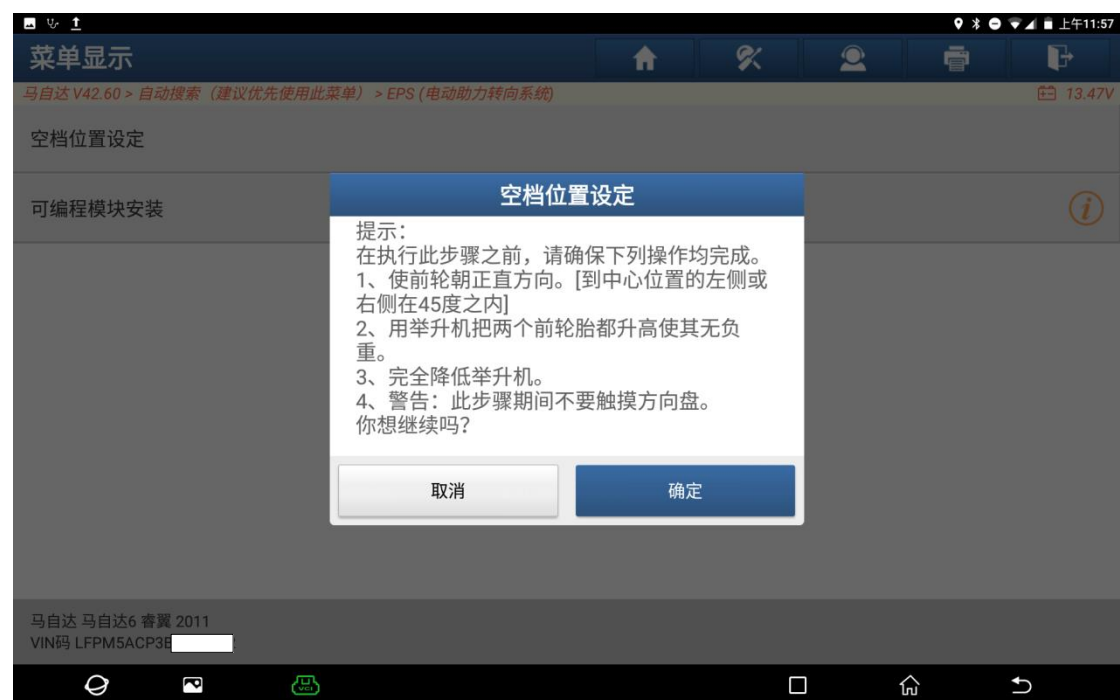 上午11:57
菜单显示
马自达 V42.60 > 自动搜索（建议优先使用此菜单） > EPS (电动助力转向系统)
13.47V
空档位置设定
可编程模块安装
空档位置设定
提示：
在执行此步骤之前，请确保下列操作均完成。
1、使前轮朝正直方向。[到中心位置的左侧或
右侧在45度之内]
2、用举升机把两个前轮胎都升高使其无负
重。
3、完全降低举升机。
4、警告：此步骤期间不要触摸方向盘。
你想继续吗？
取消
确定
马自达 马自达6 睿翼 2011
VIN码 LFPM5ACP3B
VCI